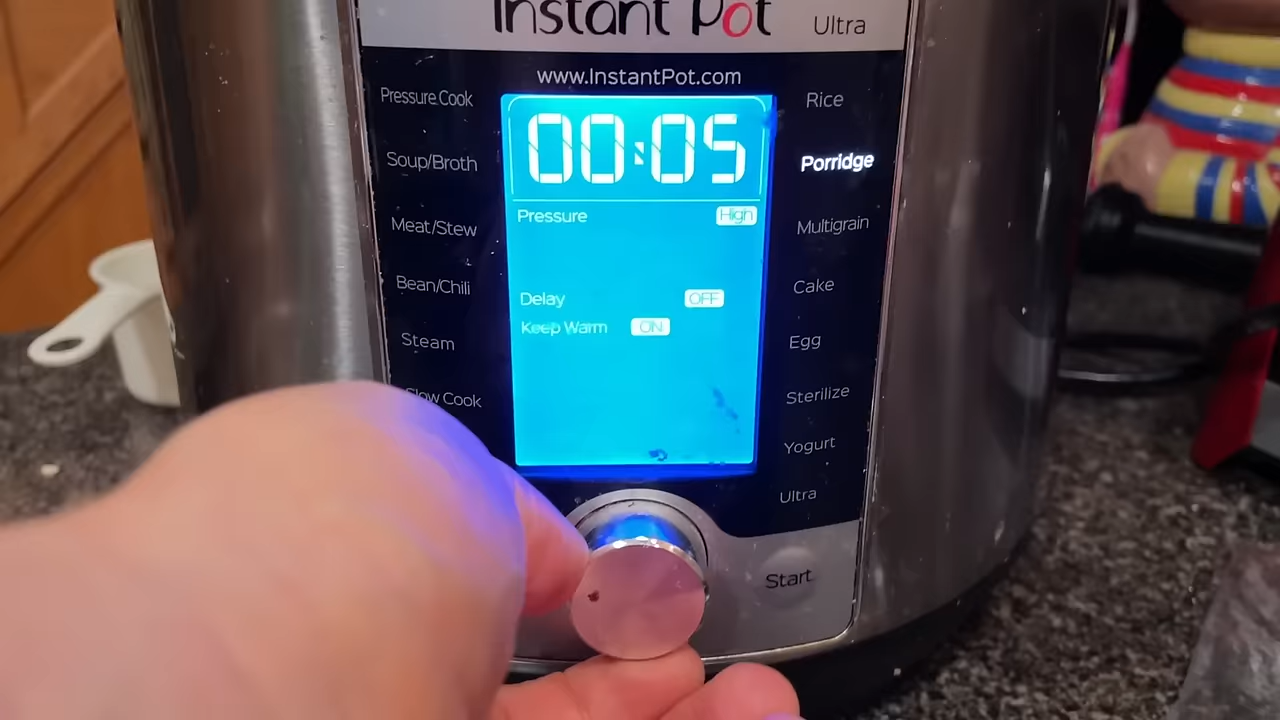 Instant Pot Ultra
www.InstantPot.com
Pressure Cook
Soup/Broth
Meat/Stew
Bean/Chili
Steam
Slow Cook
00:05
Pressure High
Delay OFF
Keep Warm ON
Rice
Porridge
Multigrain
Cake
Egg
Sterilize
Yogurt
Ultra
Start